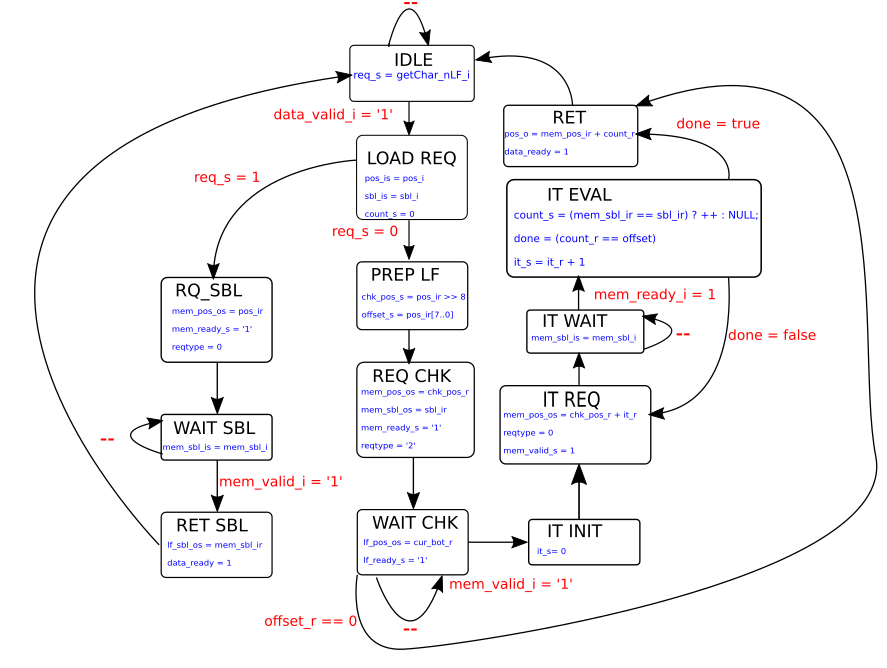 --
IDLE
req_s = getChar_nLF_i
data_valid_i = '1'
LOAD REQ
pos_is = pos_i
sbl_is = sbl_i
count_s = 0
req_s = 1
req_s = 0
RQ_SBL
mem_pos_os = pos_ir
mem_ready_s = '1'
reqtype = 0
WAIT SBL
mem_sbl_is = mem_sbl_i
--
mem_valid_i = '1'
RET SBL
lf_sbl_os = mem_sbl_ir
data_ready = 1
PREP LF
chk_pos_s = pos_ir >> 8
offset_s = pos_ir[7..0]
REQ CHK
mem_pos_os = chk_pos_r
mem_sbl_os = sbl_ir
mem_ready_s = '1'
reqtype = '2'
WAIT CHK
lf_pos_os = cur_bot_r
lf_ready_s = '1'
mem_valid_i = '1'
--
offset_r == 0
IT INIT
it_s= 0
IT REQ
mem_pos_os = chk_pos_r + it_r
reqtype = 0
mem_valid_s = 1
IT WAIT
mem_sbl_is = mem_sbl_i
--
mem_ready_i = 1
IT EVAL
count_s = (mem_sbl_ir == sbl_ir) ? ++ : NULL;
done = (count_r == offset)
it_s = it_r + 1
done = false
done = true
RET
pos_o = mem_pos_ir + count_r
data_ready = 1